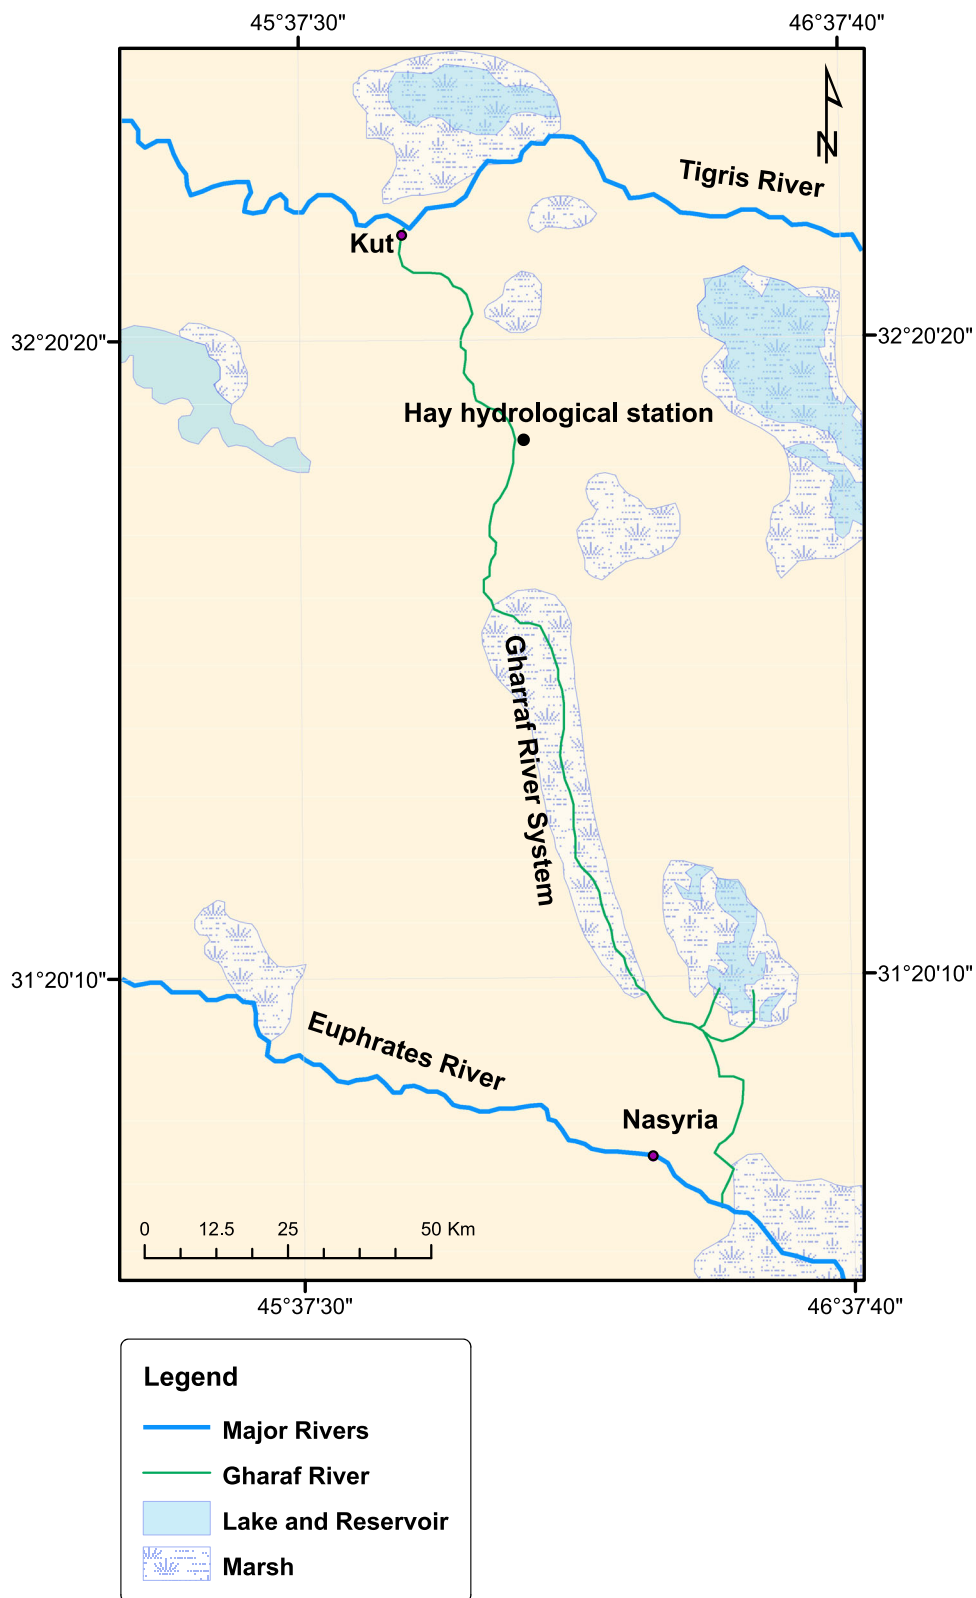 45°37'30"
46°37'40"
N
Tigris River
Kut
32°20'20"
32°20'20"
Hay hydrological station
Gharraf River System
31°20'10"
31°20'10"
Euphrates River
Nasyria
0 12.5 25 50 Km
45°37'30"
46°37'40"
Legend
Major Rivers
Gharaf River
Lake and Reservoir
Marsh